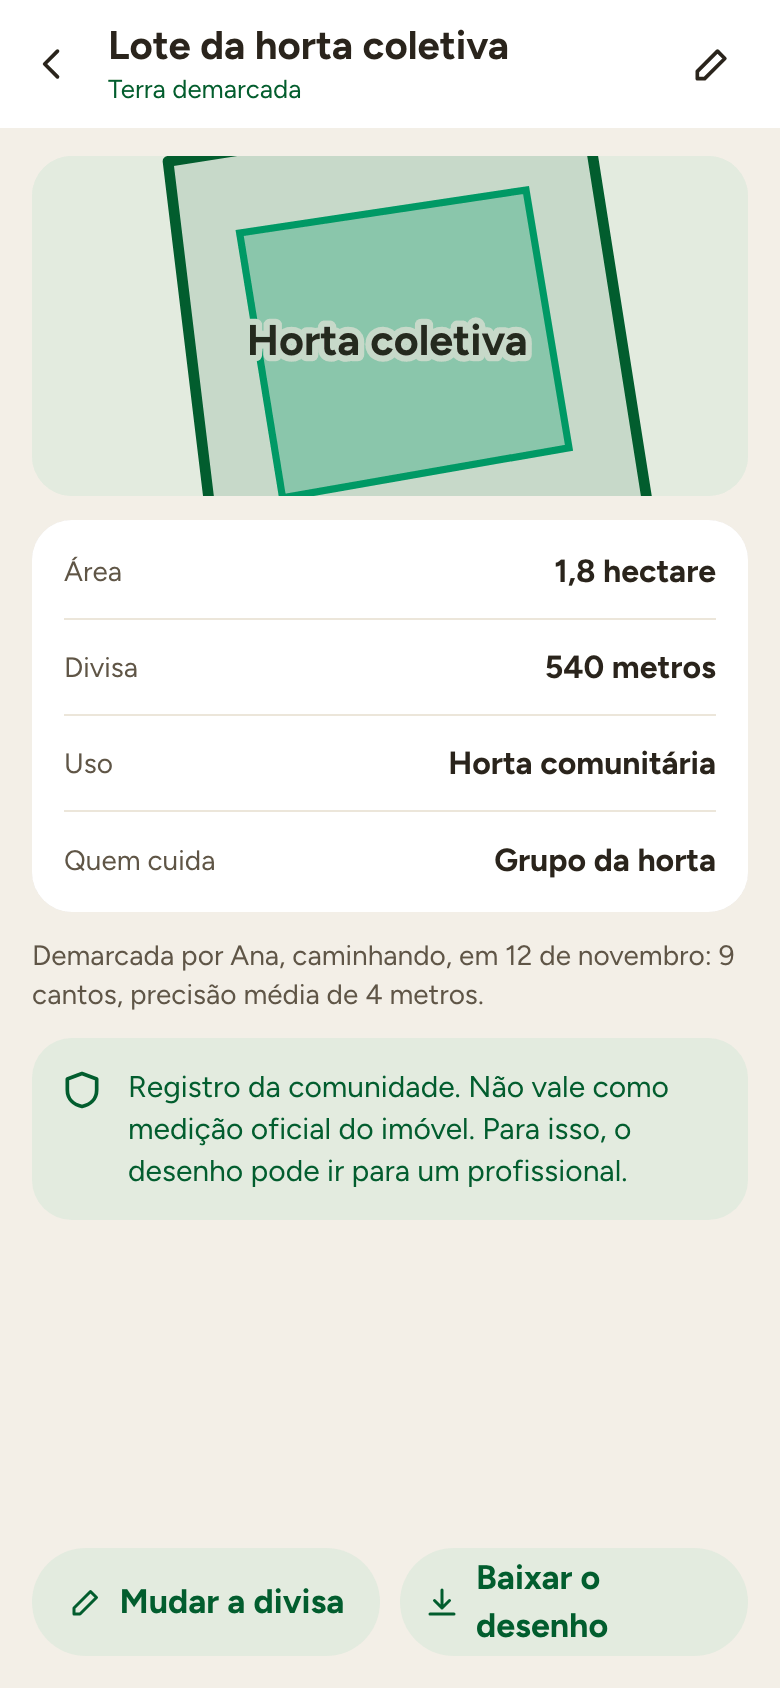 Lote da horta coletiva
Terra demarcada
Horta coletiva
Área
1,8 hectare
Divisa
540 metros
Uso
Horta comunitária
Quem cuida
Grupo da horta
Demarcada por Ana, caminhando, em 12 de novembro: 9
cantos, precisão média de 4 metros.
Registro da comunidade. Não vale como
medição oficial do imóvel. Para isso, o
desenho pode ir para um profissional.
Mudar a divisa
Baixar o
desenho